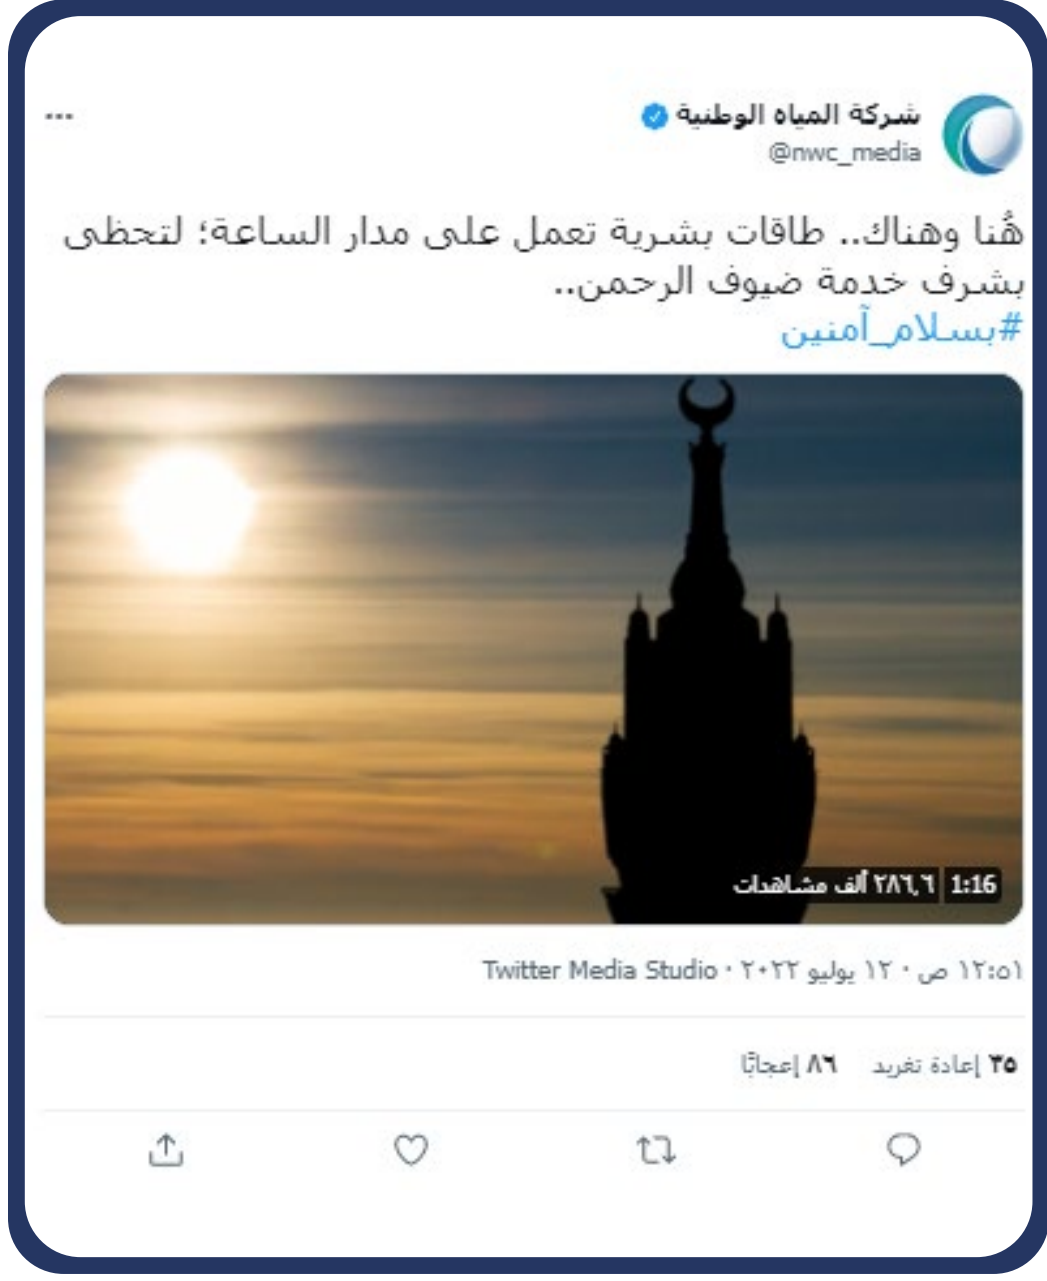 شركة المياه الوطنية
@nwc_media
هُنا وهناك.. طاقات بشرية تعمل على مدار الساعة؛ لتحظى
بشرف خدمة ضيوف الرحمن..
#بسلام_آمنين
1:16 ٢٨٦,٦ ألف مشاهدات
١٢:٥١ ص · ١٢ يوليو ٢٠٢٢ · Twitter Media Studio
٣٥ إعادة تغريد ٨٦ إعجابًا